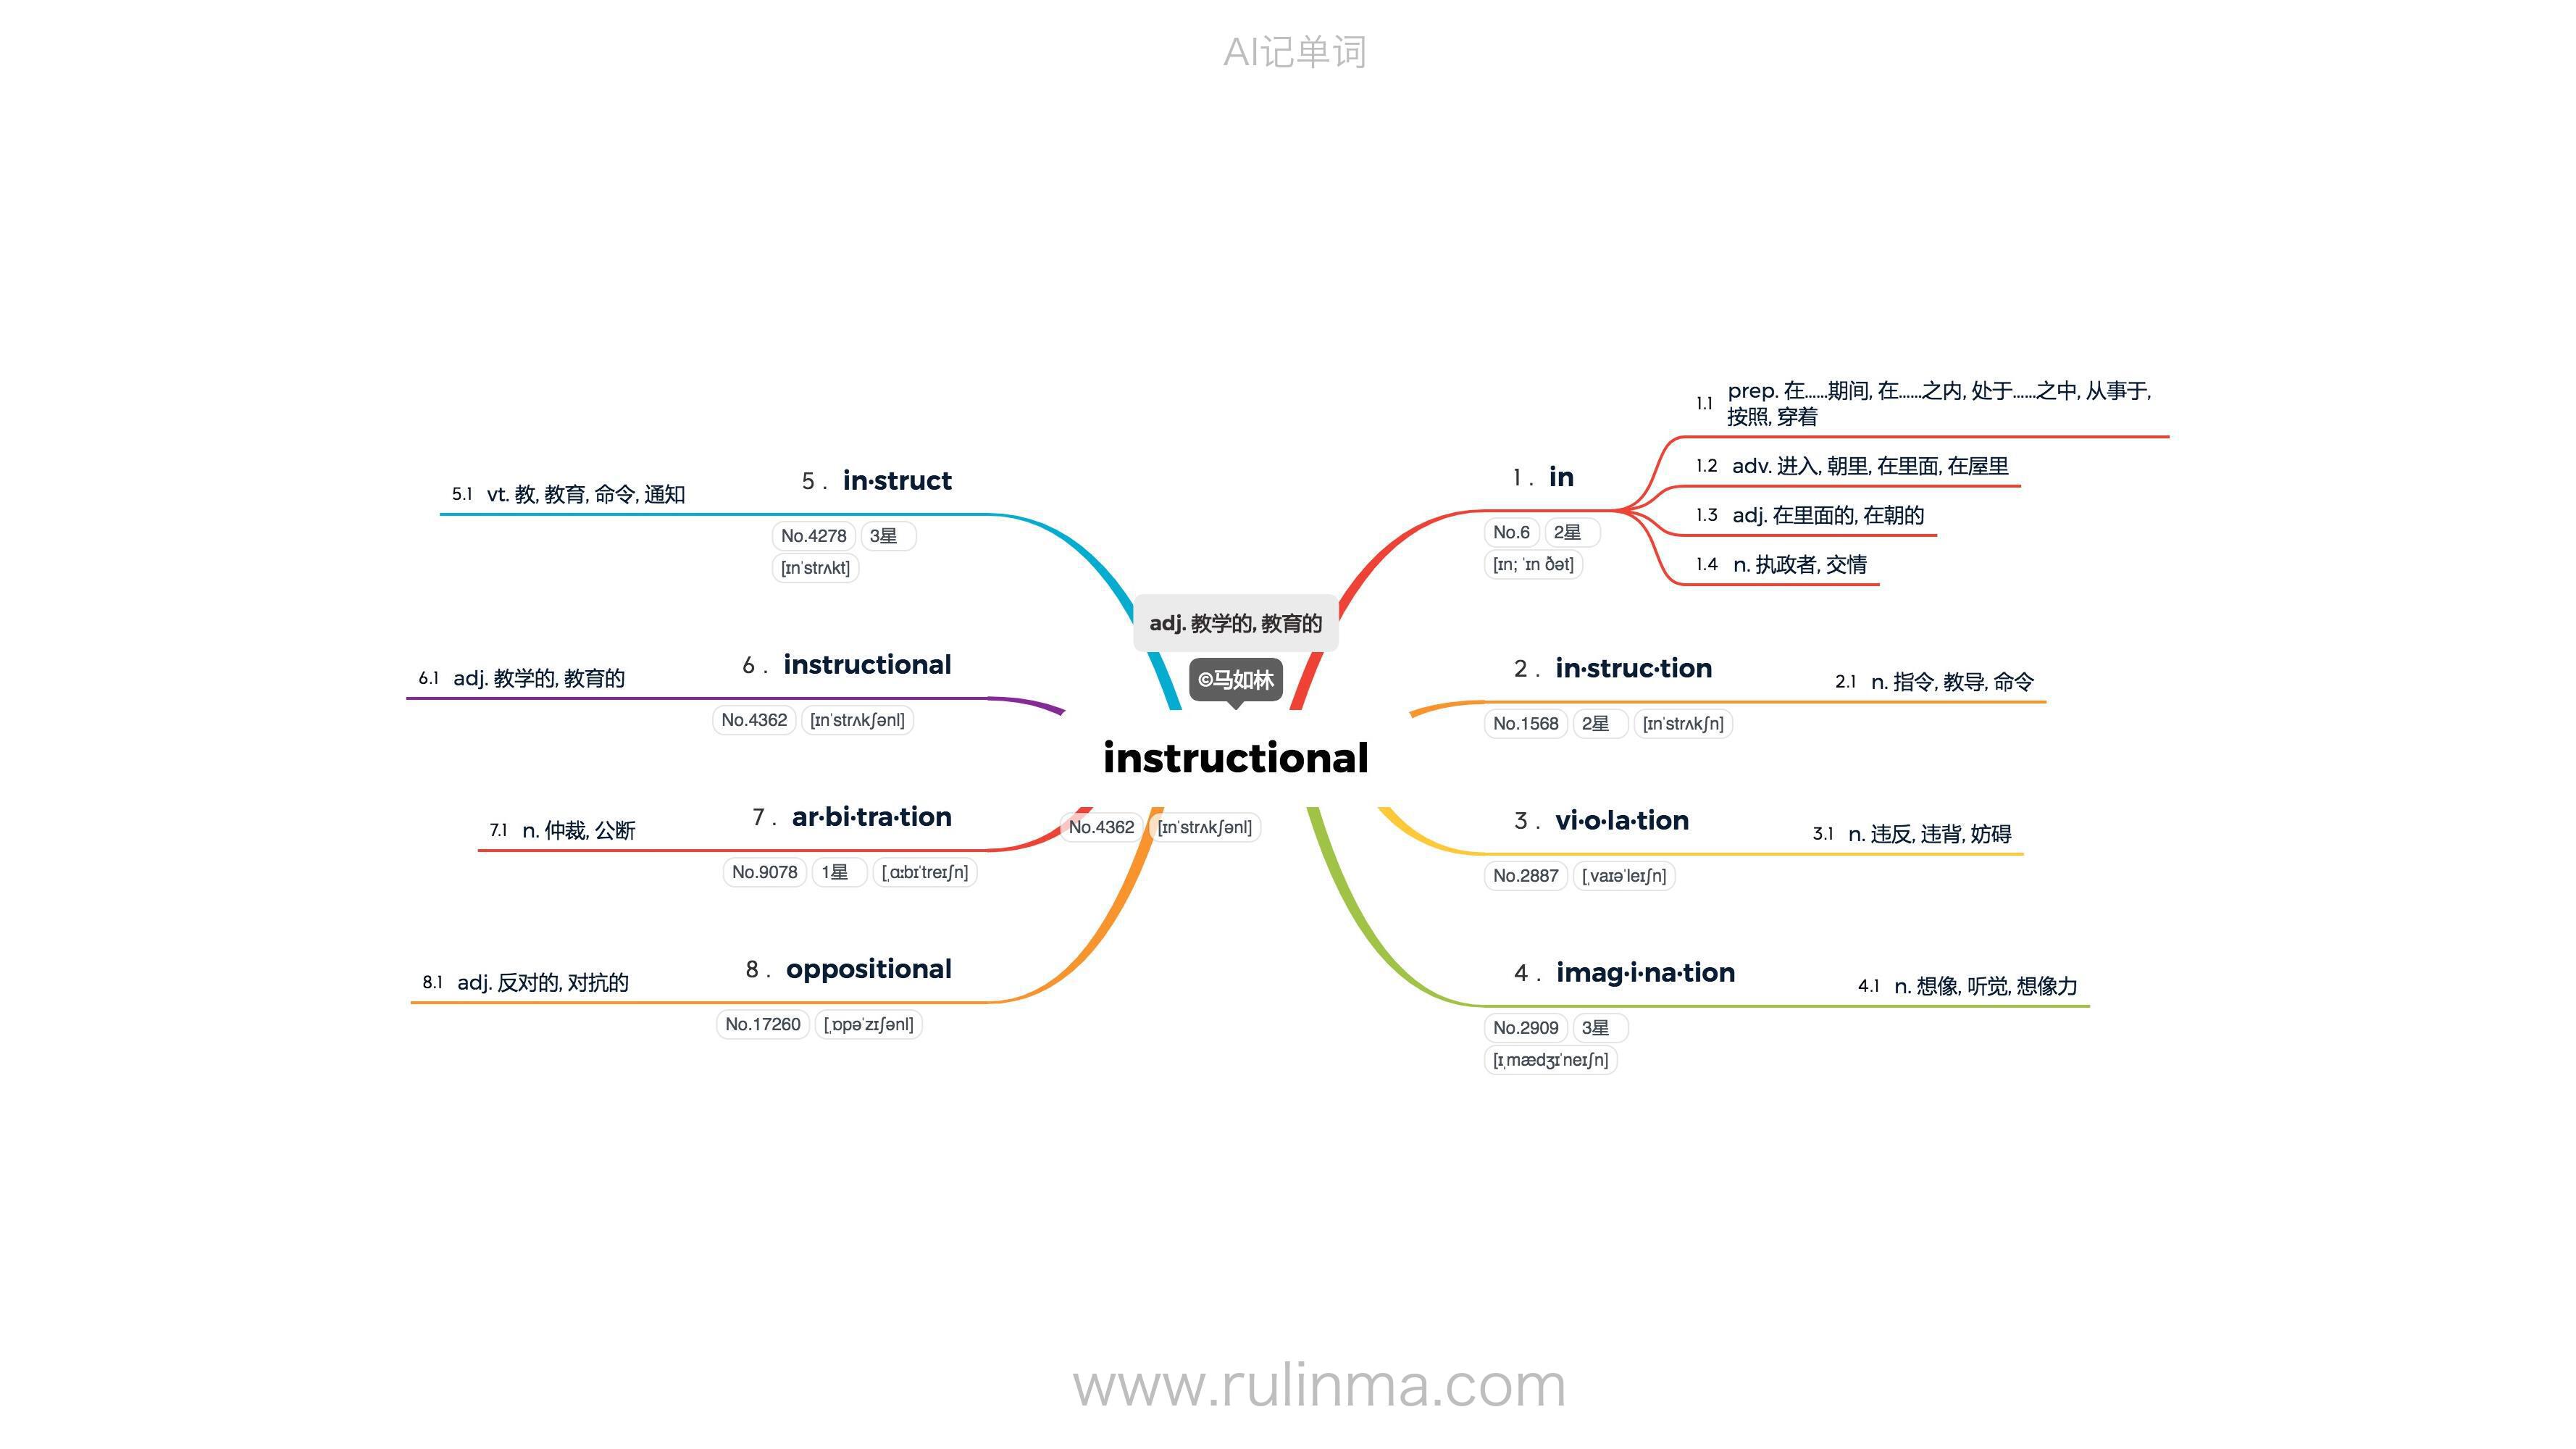 AI记单词
adj. 教学的, 教育的
©马如林
instructional
No.4362 [ɪnˈstrʌkʃənl]
1 . in
No.6 2星
[ɪn; ˈɪn ðət]
1.1 prep. 在……期间, 在……之内, 处于……之中, 从事于,
按照, 穿着
1.2 adv. 进入, 朝里, 在里面, 在屋里
1.3 adj. 在里面的, 在朝的
1.4 n. 执政者, 交情
2 . in·struc·tion
No.1568 2星 [ɪnˈstrʌkʃn]
2.1 n. 指令, 教导, 命令
3 . vi·o·la·tion
No.2887 [ˌvaɪəˈleɪʃn]
3.1 n. 违反, 违背, 妨碍
4 . imag·i·na·tion
No.2909 3星
[ɪˌmædʒɪˈneɪʃn]
4.1 n. 想像, 听觉, 想像力
5 . in·struct
No.4278 3星
[ɪnˈstrʌkt]
5.1 vt. 教, 教育, 命令, 通知
6 . instructional
No.4362 [ɪnˈstrʌkʃənl]
6.1 adj. 教学的, 教育的
7 . ar·bi·tra·tion
No.9078 1星 [ˌɑːbɪˈtreɪʃn]
7.1 n. 仲裁, 公断
8 . oppositional
No.17260 [ˌɒpəˈzɪʃənl]
8.1 adj. 反对的, 对抗的
www.rulinma.com